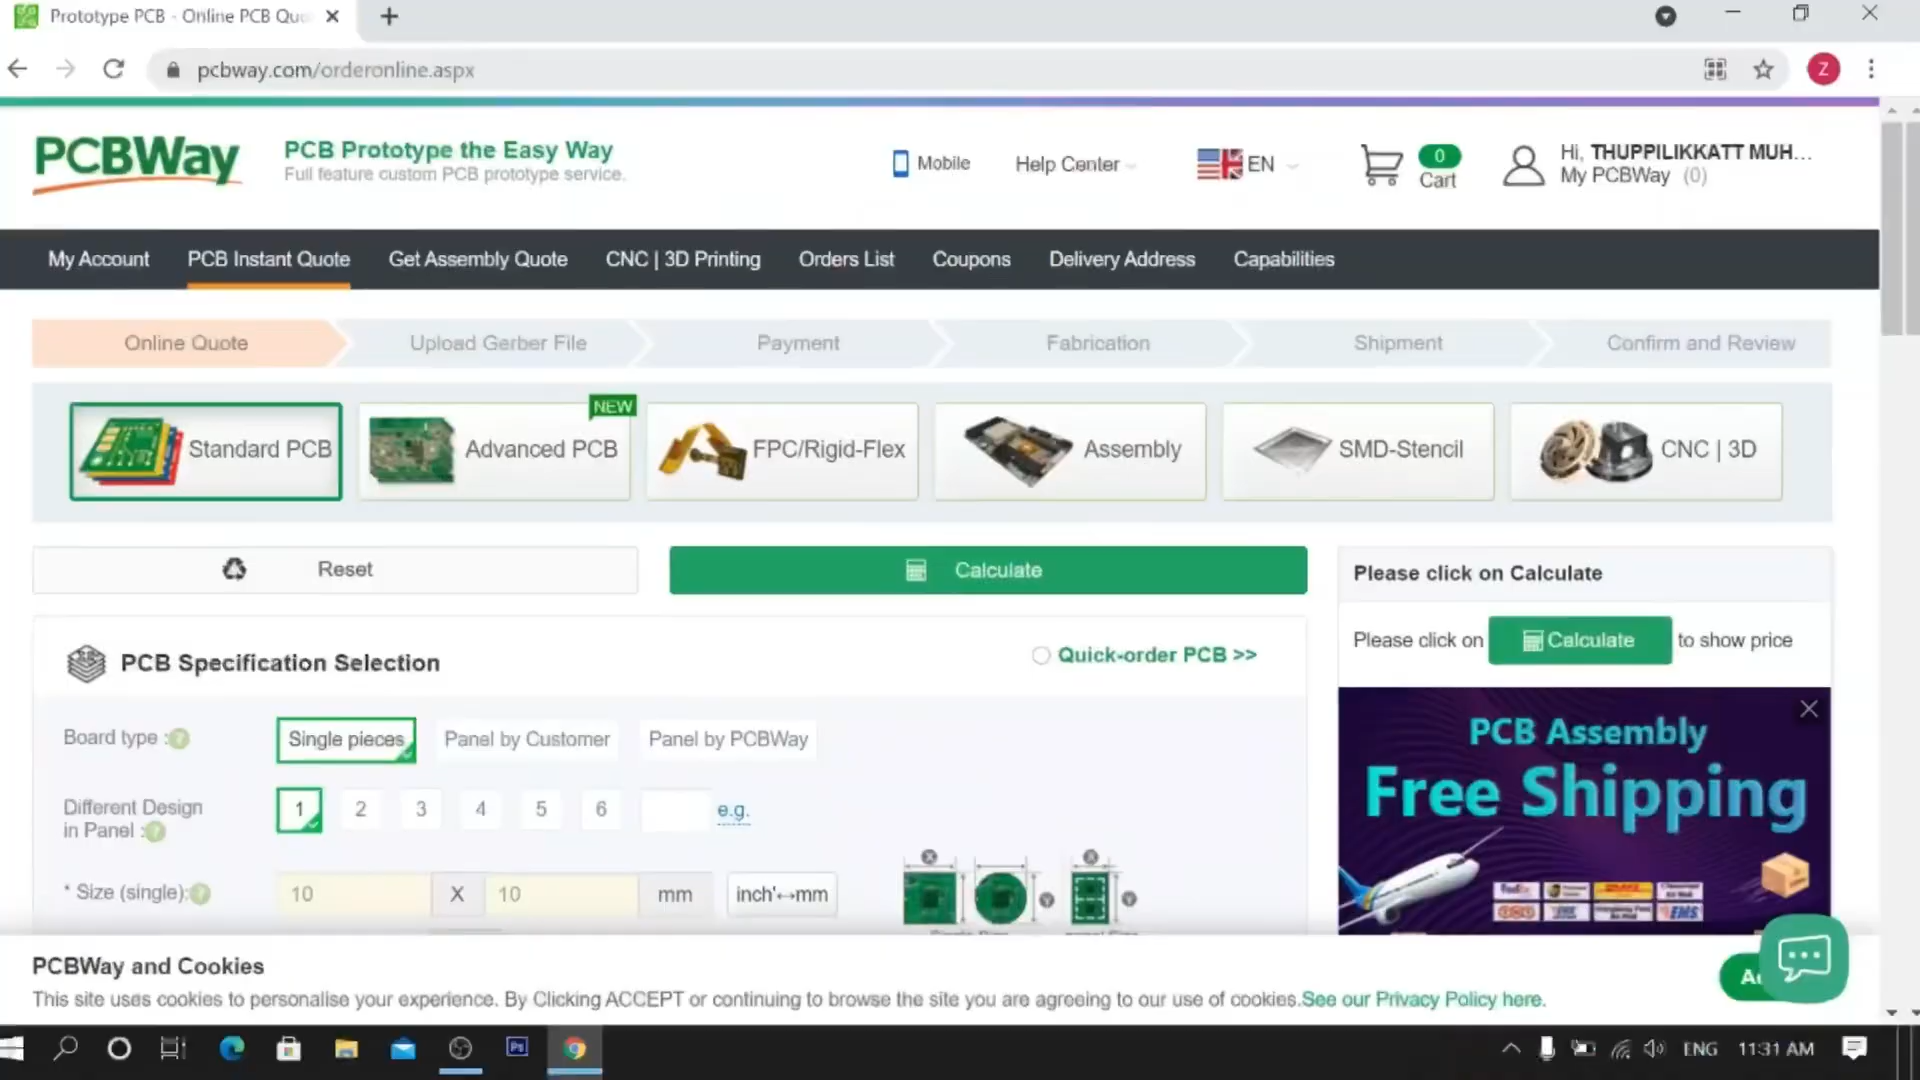 Prototype PCB - Online PCB Quo
pcbway.com/orderonline.aspx
Z
PCBWay
PCB Prototype the Easy Way
Full feature custom PCB prototype service.
Mobile
Help Center
EN
0
Cart
Hi, THUPPILIKKATT MUH...
My PCBWay (0)
My Account
PCB Instant Quote
Get Assembly Quote
CNC | 3D Printing
Orders List
Coupons
Delivery Address
Capabilities
Online Quote
Upload Gerber File
Payment
Fabrication
Shipment
Confirm and Review
Standard PCB
NEW
Advanced PCB
FPC/Rigid-Flex
Assembly
SMD-Stencil
CNC | 3D
Reset
Calculate
Please click on Calculate
Please click on Calculate to show price
PCB Specification Selection
Quick-order PCB >>
Board type :?
Single pieces
Panel by Customer
Panel by PCBWay
Different Design
in Panel :?
1
2
3
4
5
6
e.g.
* Size (single):?
10 X 10 mm
inch'↔mm
X
X
Y
Y
PCB Assembly
Free Shipping
FedEx
EMS
PCBWay and Cookies
This site uses cookies to personalise your experience. By Clicking ACCEPT or continuing to browse the site you are agreeing to our use of cookies.See our Privacy Policy here.
Ps
ENG
11:31 AM